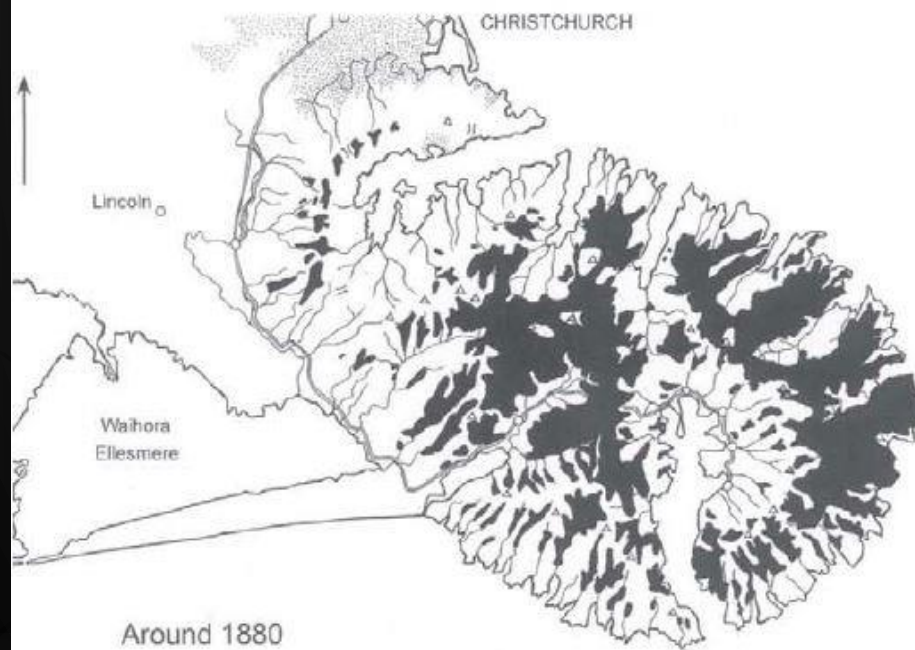 CHRISTCHURCH
Lincoln
Waihora
Ellesmere
Around 1880